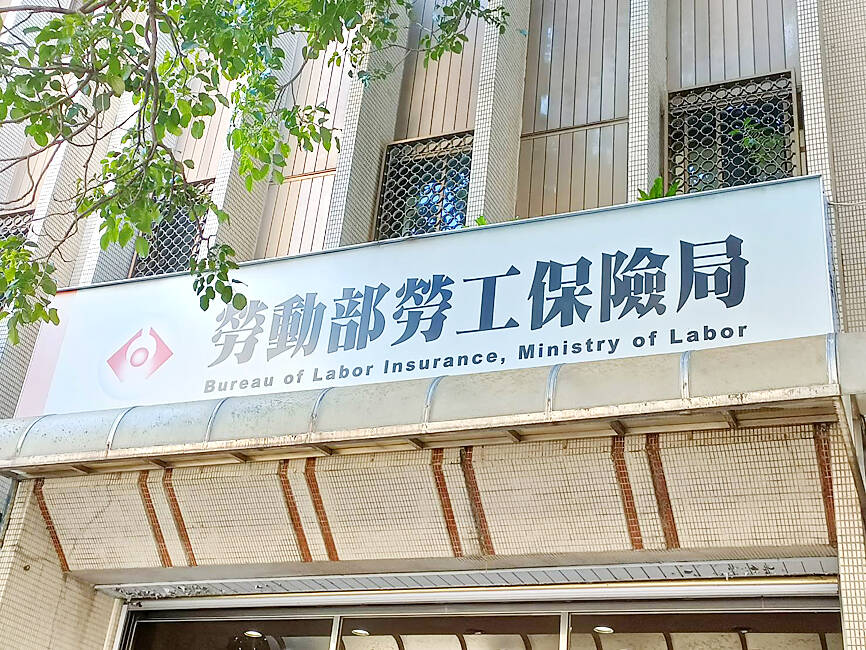 勞動部勞工保險局
Bureau of Labor Insurance, Ministry of Labor